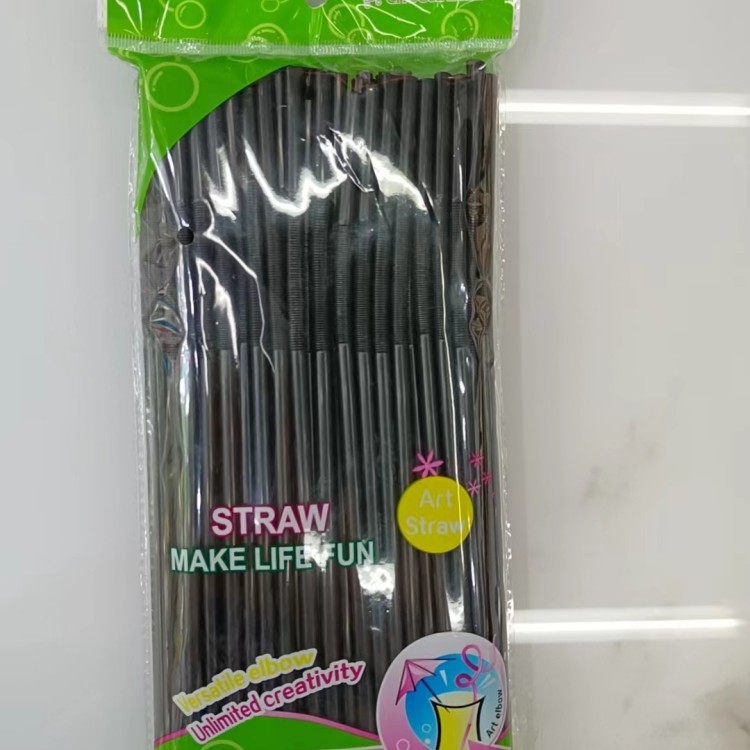 Art
Straw
STRAW
MAKE LIFE FUN
Versatile elbow
Unlimited creativity
Art elbow